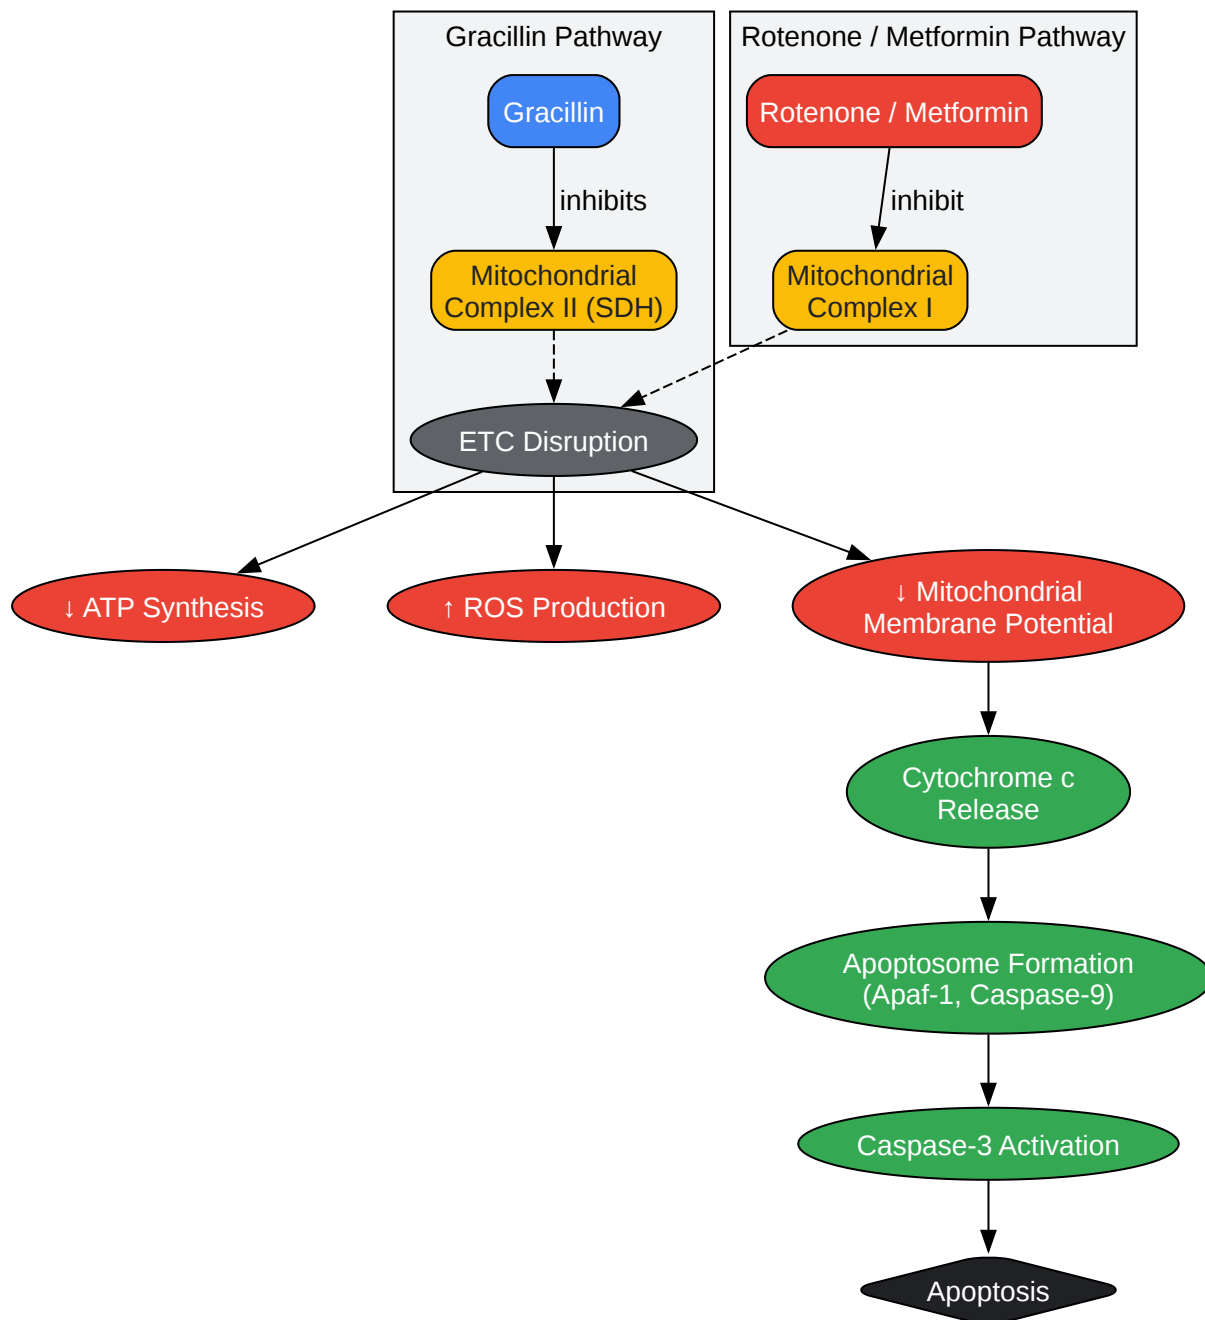 Gracillin Pathway
Rotenone / Metformin Pathway
Gracillin
Rotenone / Metformin
inhibits
inhibit
Mitochondrial
Complex II (SDH)
Mitochondrial
Complex I
ETC Disruption
↓ ATP Synthesis
↑ ROS Production
↓ Mitochondrial
Membrane Potential
Cytochrome c
Release
Apoptosome Formation
(Apaf-1, Caspase-9)
Caspase-3 Activation
Apoptosis